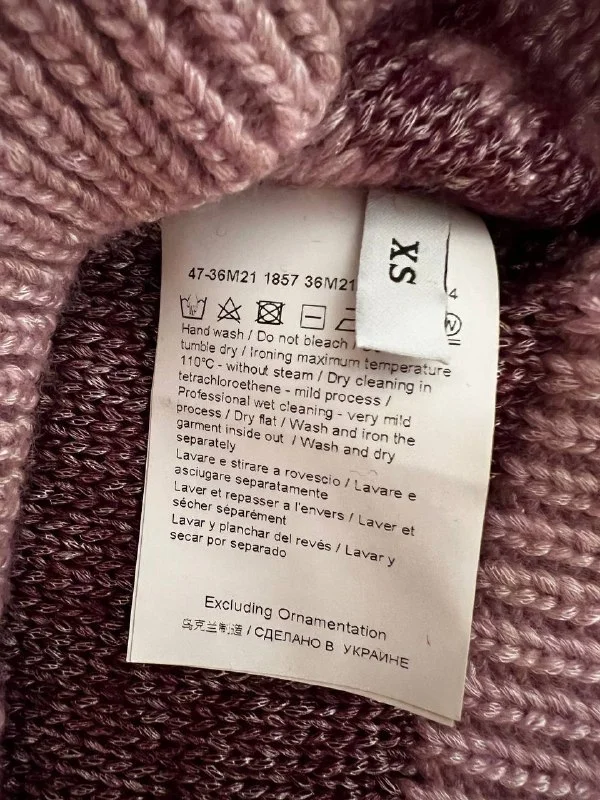 XS
47-36M21 1857 36M21
4
W
Hand wash / Do not bleach /
tumble dry / Ironing maximum temperature
110°C - without steam / Dry cleaning in
tetrachloroethene - mild process /
Professional wet cleaning - very mild
process / Dry flat / Wash and iron the
garment inside out / Wash and dry
separately
Lavare e stirare a rovescio / Lavare e
asciugare separatamente
Laver et repasser à l'envers / Laver et
sécher séparément
Lavar y planchar del revés / Lavar y
secar por separado
Excluding Ornamentation
乌克兰制造 / СДЕЛАНО В УКРАИНЕ